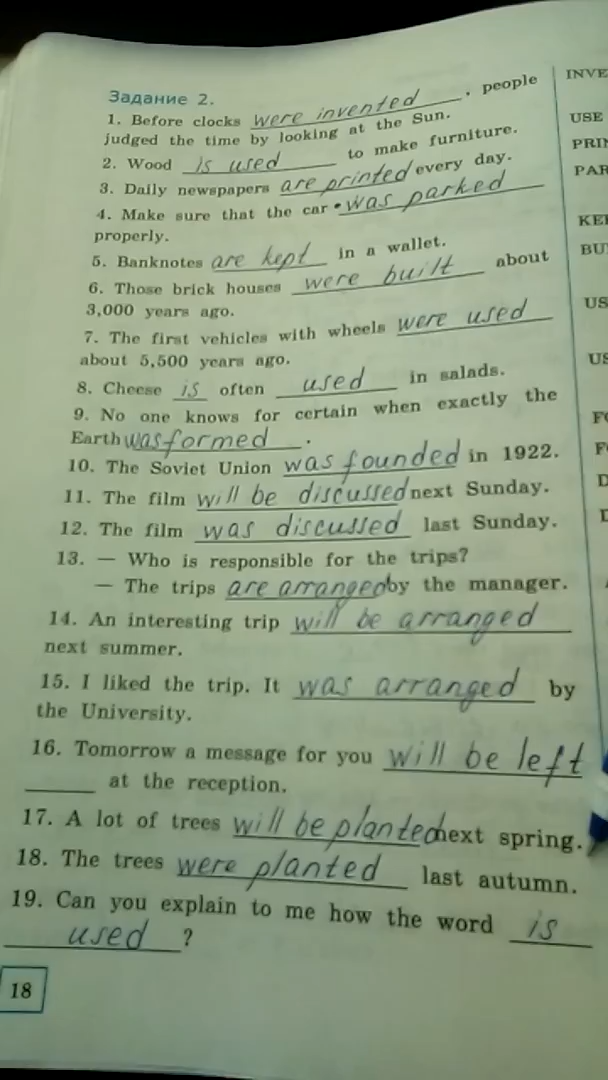 Задание 2.
1. Before clocks were invented, people
judged the time by looking at the Sun.
2. Wood is used to make furniture.
3. Daily newspapers are printed every day.
4. Make sure that the car was parked
properly.
5. Banknotes are kept in a wallet.
6. Those brick houses were built about
3,000 years ago.
7. The first vehicles with wheels were used
about 5,500 years ago.
8. Cheese is often used in salads.
9. No one knows for certain when exactly the
Earth was formed.
10. The Soviet Union was founded in 1922.
11. The film will be discussed next Sunday.
12. The film was discussed last Sunday.
13. — Who is responsible for the trips?
— The trips are arranged by the manager.
14. An interesting trip will be arranged
next summer.
15. I liked the trip. It was arranged by
the University.
16. Tomorrow a message for you will be left
at the reception.
17. A lot of trees will be planted next spring.
18. The trees were planted last autumn.
19. Can you explain to me how the word is
used?
18
INVE
USE
PRI
PAR
KE
BU
US
US
F
F
D